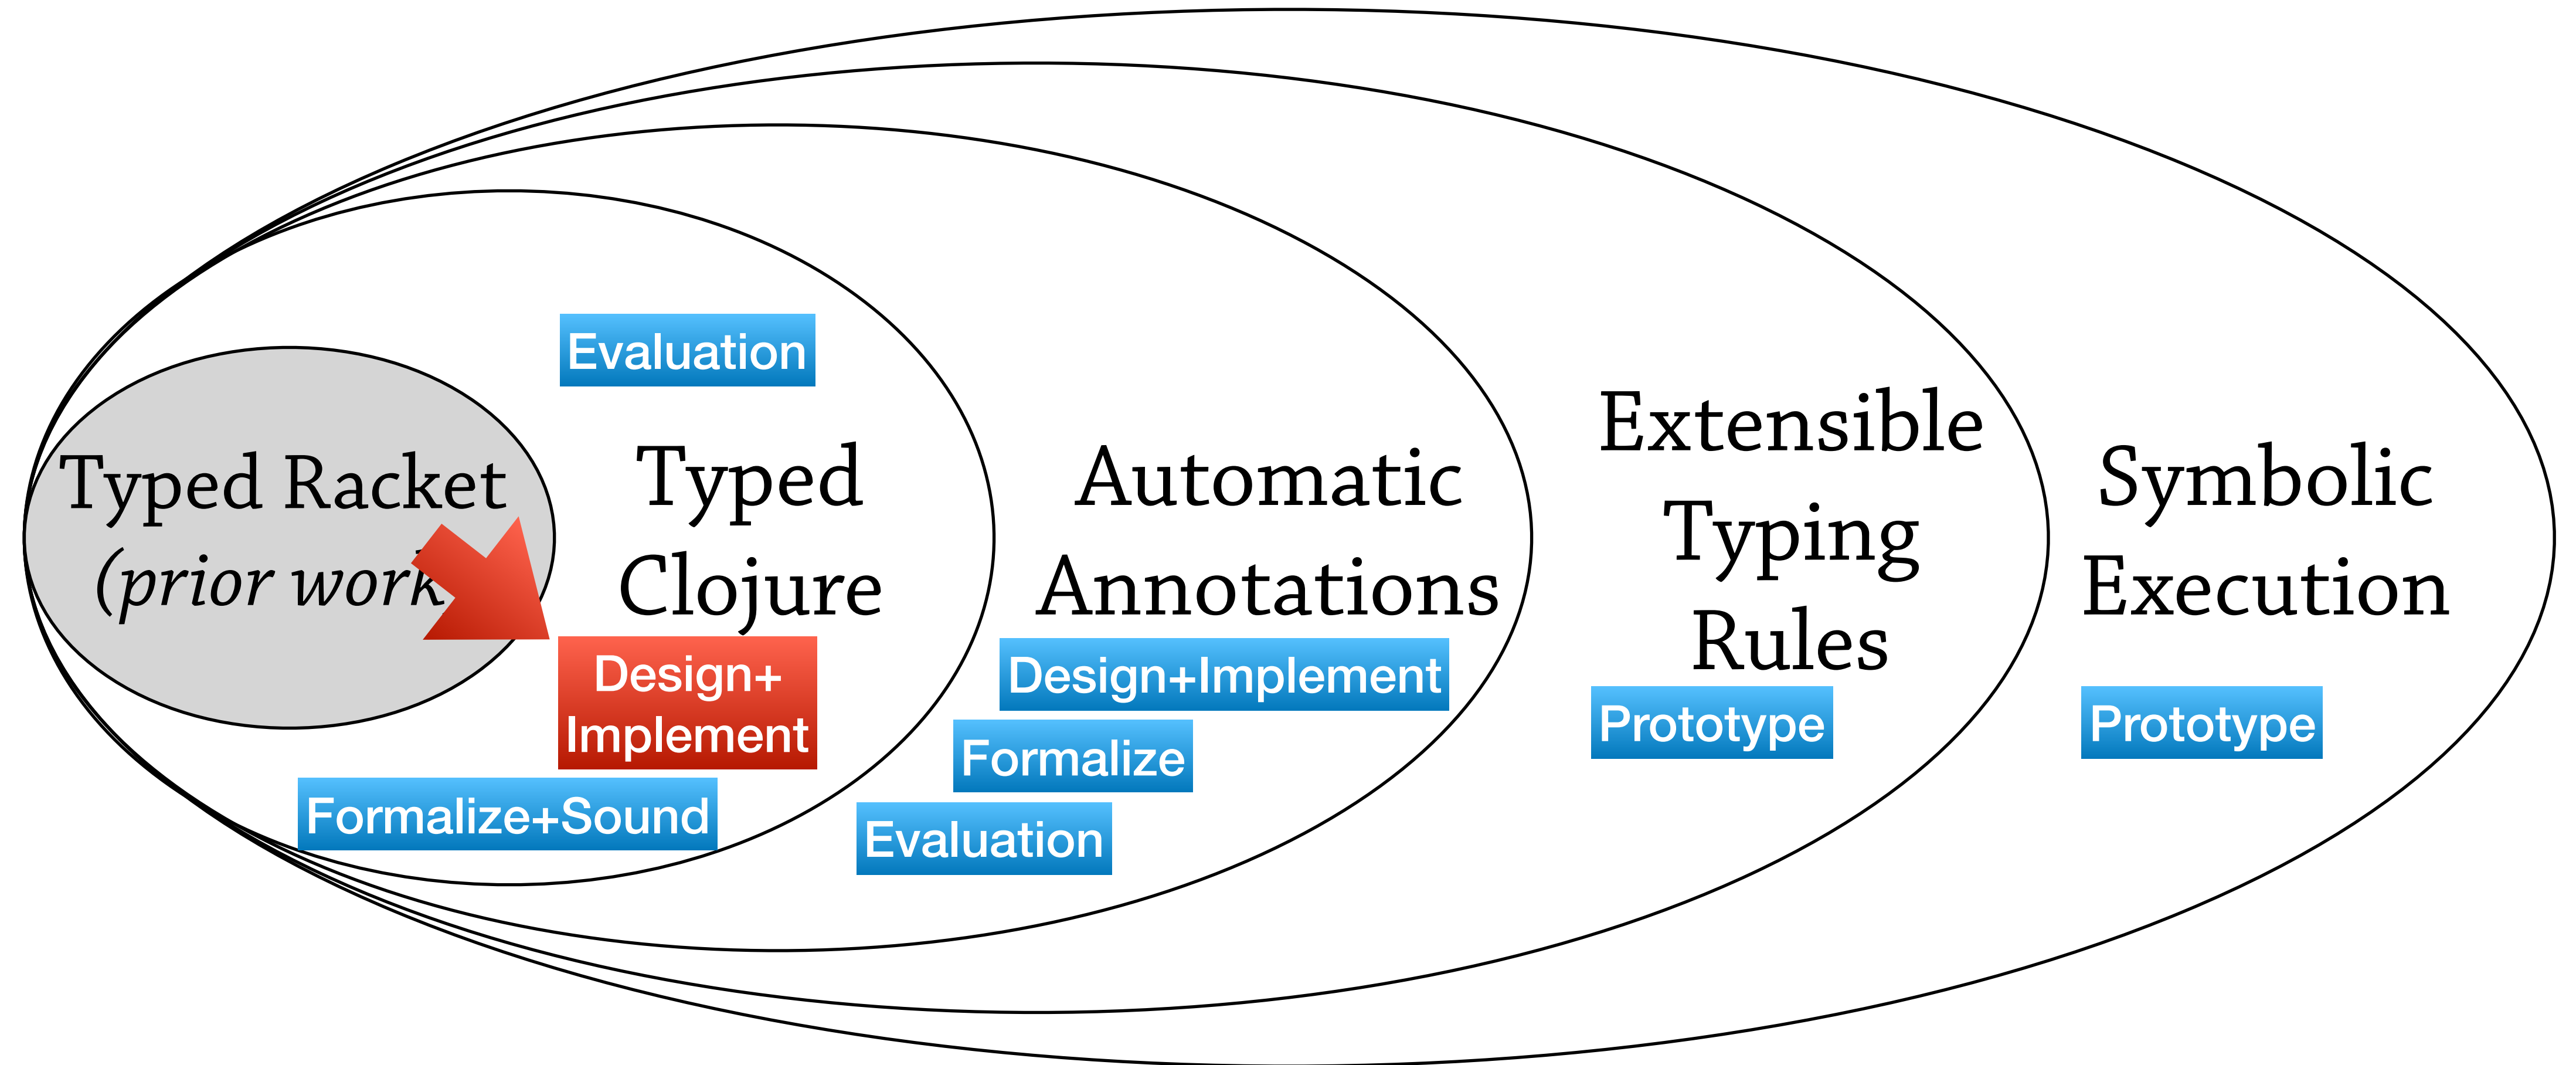 Evaluation
Typed Racket
(prior work
Typed
Clojure
Design+
Implement
Formalize+Sound
Automatic
Annotations
Design+Implement
Formalize
Evaluation
Extensible
Typing
Rules
Prototype
Symbolic
Execution
Prototype